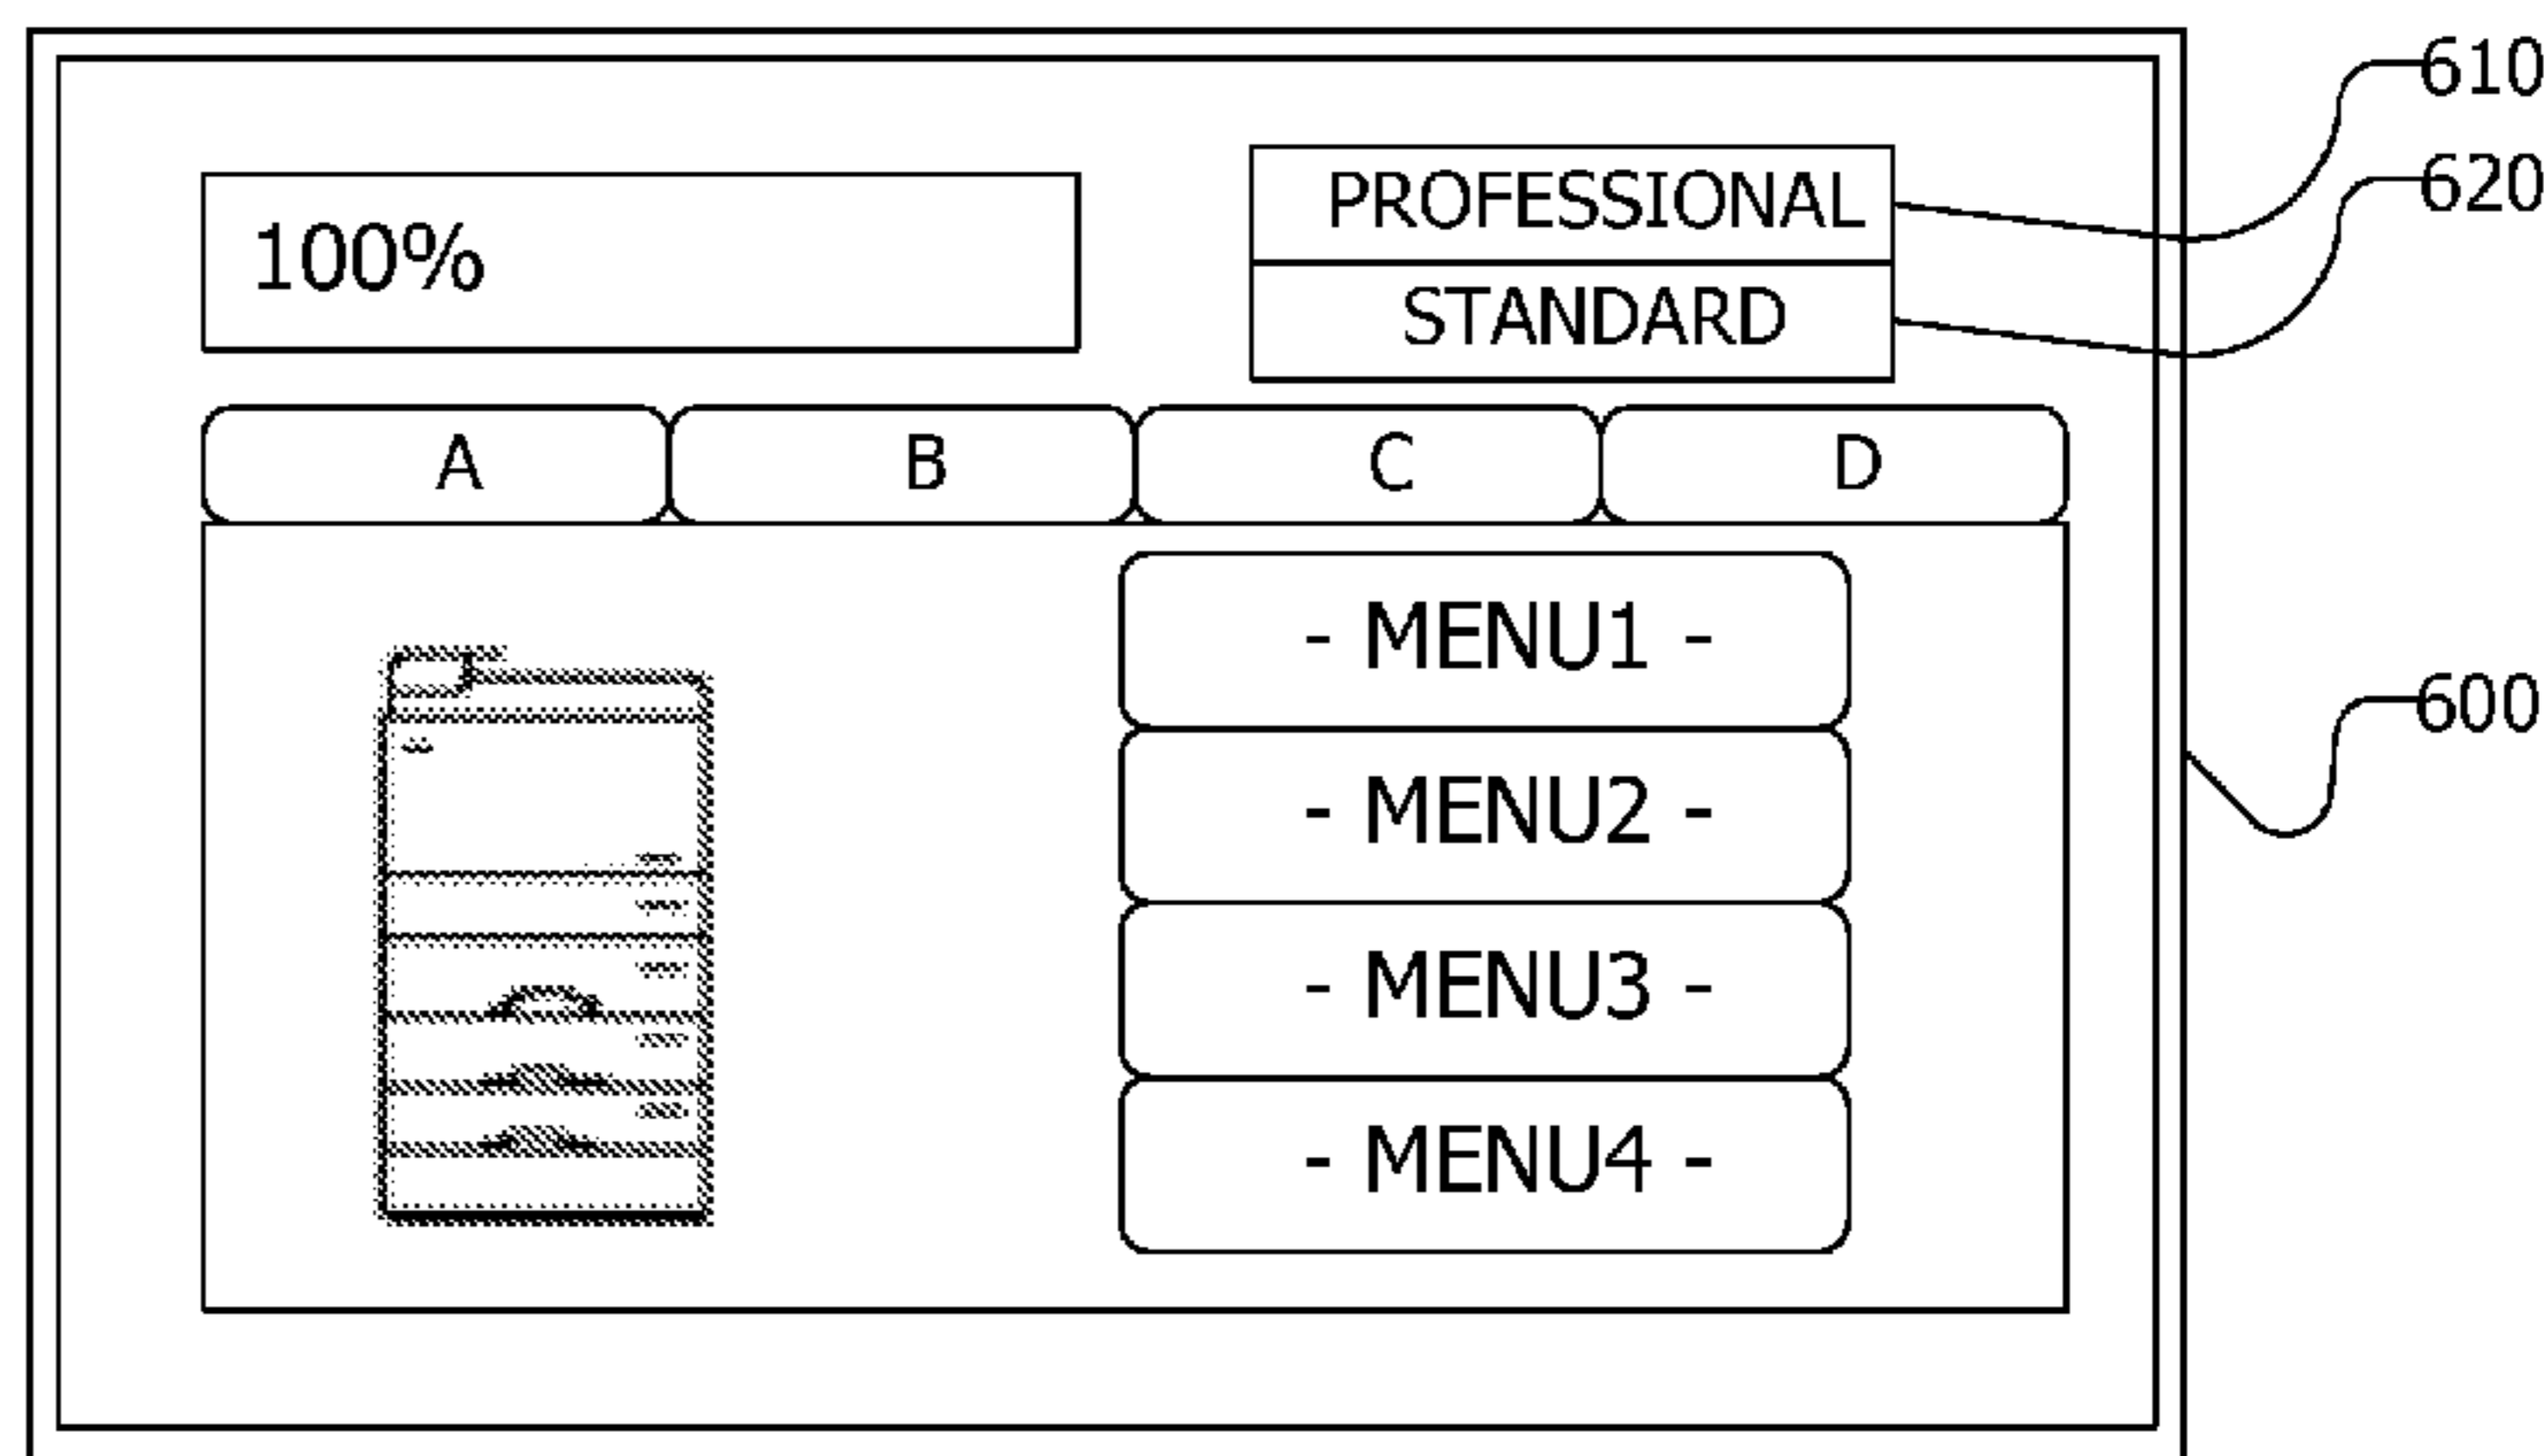 610
PROFESSIONAL
620
100%
STANDARD
A B C D
- MENU1 -
600
- MENU2 -
- MENU3 -
- MENU4 -